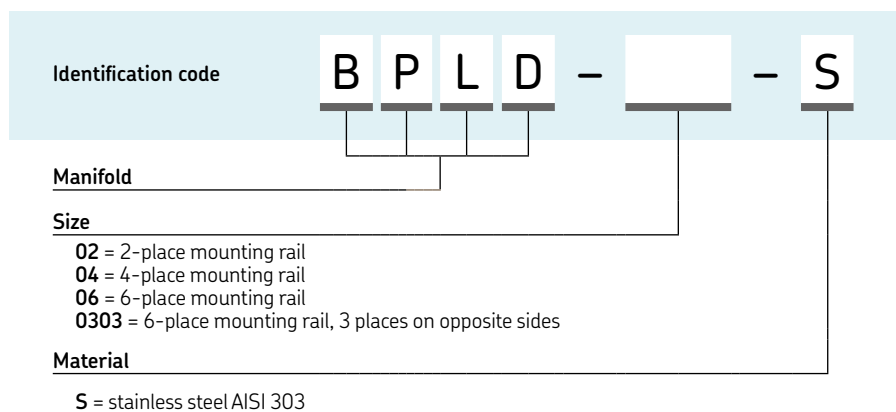 Identification code B P L D – – S
Manifold
Size
02 = 2-place mounting rail
04 = 4-place mounting rail
06 = 6-place mounting rail
0303 = 6-place mounting rail, 3 places on opposite sides
Material
S = stainless steel AISI 303